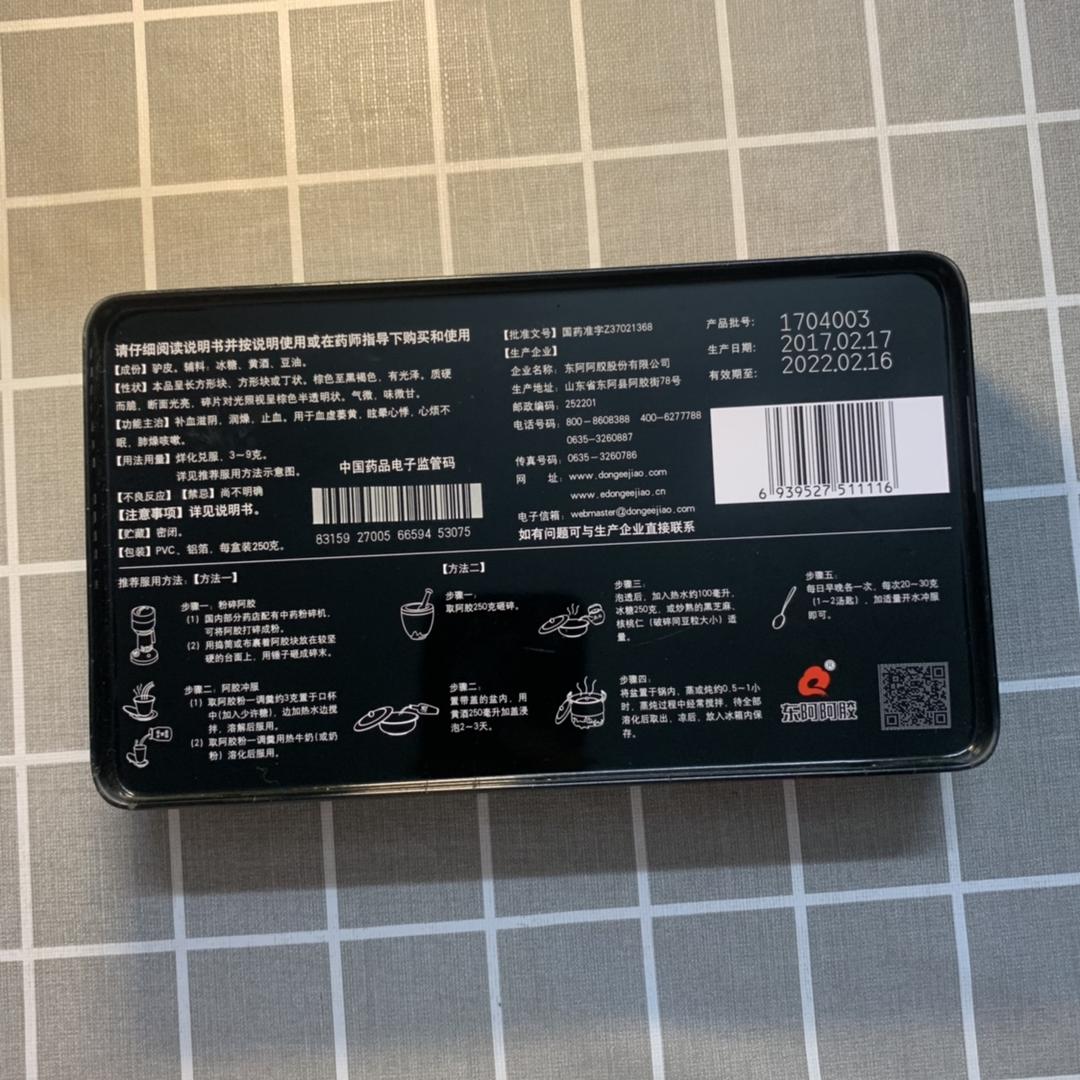 请仔细阅读说明书并按说明使用或在药师指导下购买和使用
【成份】驴皮。辅料：冰糖、黄酒、豆油。
【性状】本品呈长方形块、方形块或丁状。棕色至黑褐色，有光泽。质硬
而脆，断面光亮，碎片对光照视呈棕色半透明状。气微，味微甘。
【功能主治】补血滋阴，润燥，止血。用于血虚萎黄，眩晕心悸，心烦不
眠，肺燥咳嗽。
【用法用量】烊化兑服。3~9克。
详见推荐服用方法示意图。
【不良反应】【禁忌】尚不明确
【注意事项】详见说明书。
【贮藏】密闭。
【包装】PVC、铝箔，每盒装250克。
中国药品电子监管码
83159 27005 66594 53075
【批准文号】国药准字Z37021368
【生产企业】
企业名称：东阿阿胶股份有限公司
生产地址：山东省东阿县阿胶街78号
邮政编码：252201
电话号码：800-8608388 400-6277788
0635-3260887
传真号码：0635-3260786
网 址：www.dongeejiao.com
www.edongeejiao.cn
电子信箱：webmaster@dongeejiao.com
如有问题可与生产企业直接联系
产品批号：1704003
生产日期：2017.02.17
有效期至：2022.02.16
6 939527 511116
推荐服用方法：【方法一】
步骤一：粉碎阿胶
(1) 国内部分药店配有中药粉碎机，
可将阿胶打碎成粉。
(2) 用捣筒或布裹着阿胶块放在较坚
硬的台面上，用锤子砸成碎末。
步骤二：阿胶冲服
(1) 取阿胶粉一调羹约3克置于口杯
中(加入少许糖)，边加热水边搅
拌，溶解后服用。
(2) 取阿胶粉一调羹用热牛奶(或奶
粉) 溶化后服用。
【方法二】
步骤一：
取阿胶250克砸碎。
步骤二：
置带盖的盆内，用
黄酒250毫升加盖浸
泡2~3天。
步骤三：
泡透后，加入热水约100毫升，
冰糖250克，或炒熟的黑芝麻、
核桃仁（破碎同豆粒大小）适
量。
步骤四：
将盆置于锅内，蒸或炖约0.5~1小
时，蒸炖过程中经常搅拌，待全部
溶化后取出，凉后，放入冰箱内保
存。
步骤五：
每日早晚各一次，每次20~30克
（1~2汤匙），加适量开水冲服
即可。
东阿阿胶